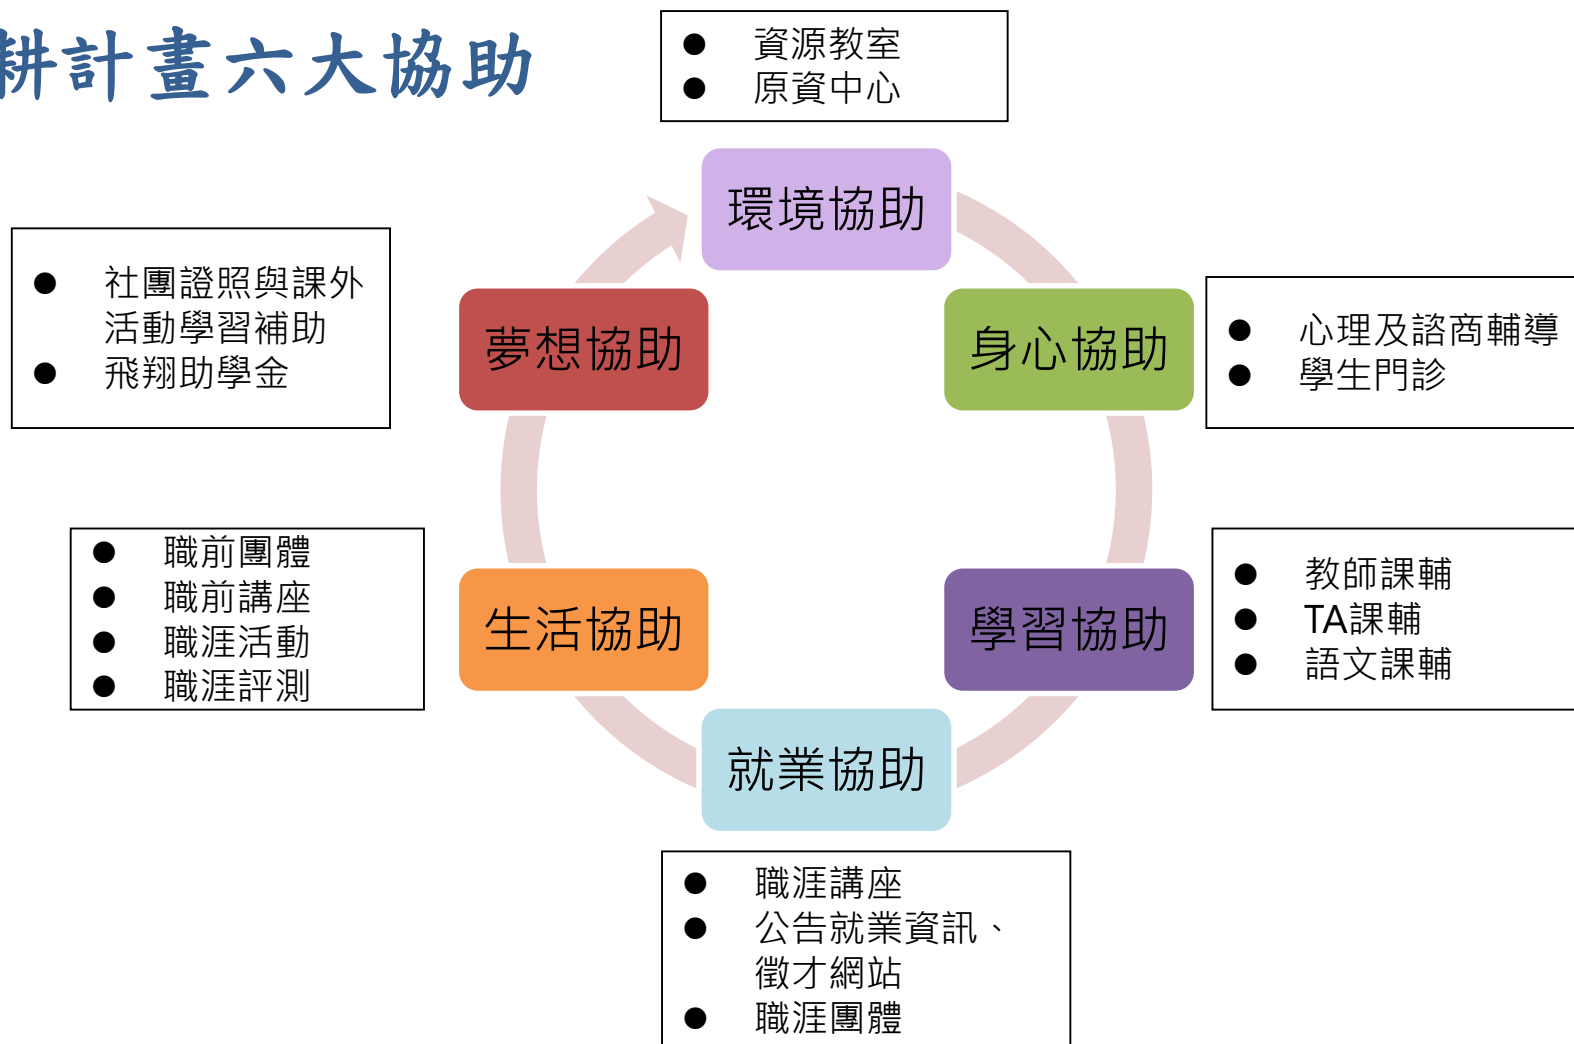 耕計畫六大協助
● 資源教室
● 原資中心
環境協助
身心協助
● 心理及諮商輔導
● 學生門診
學習協助
● 教師課輔
● TA課輔
● 語文課輔
就業協助
● 職涯講座
● 公告就業資訊、
徵才網站
● 職涯團體
生活協助
● 職前團體
● 職前講座
● 職涯活動
● 職涯評測
夢想協助
● 社團證照與課外
活動學習補助
● 飛翔助學金